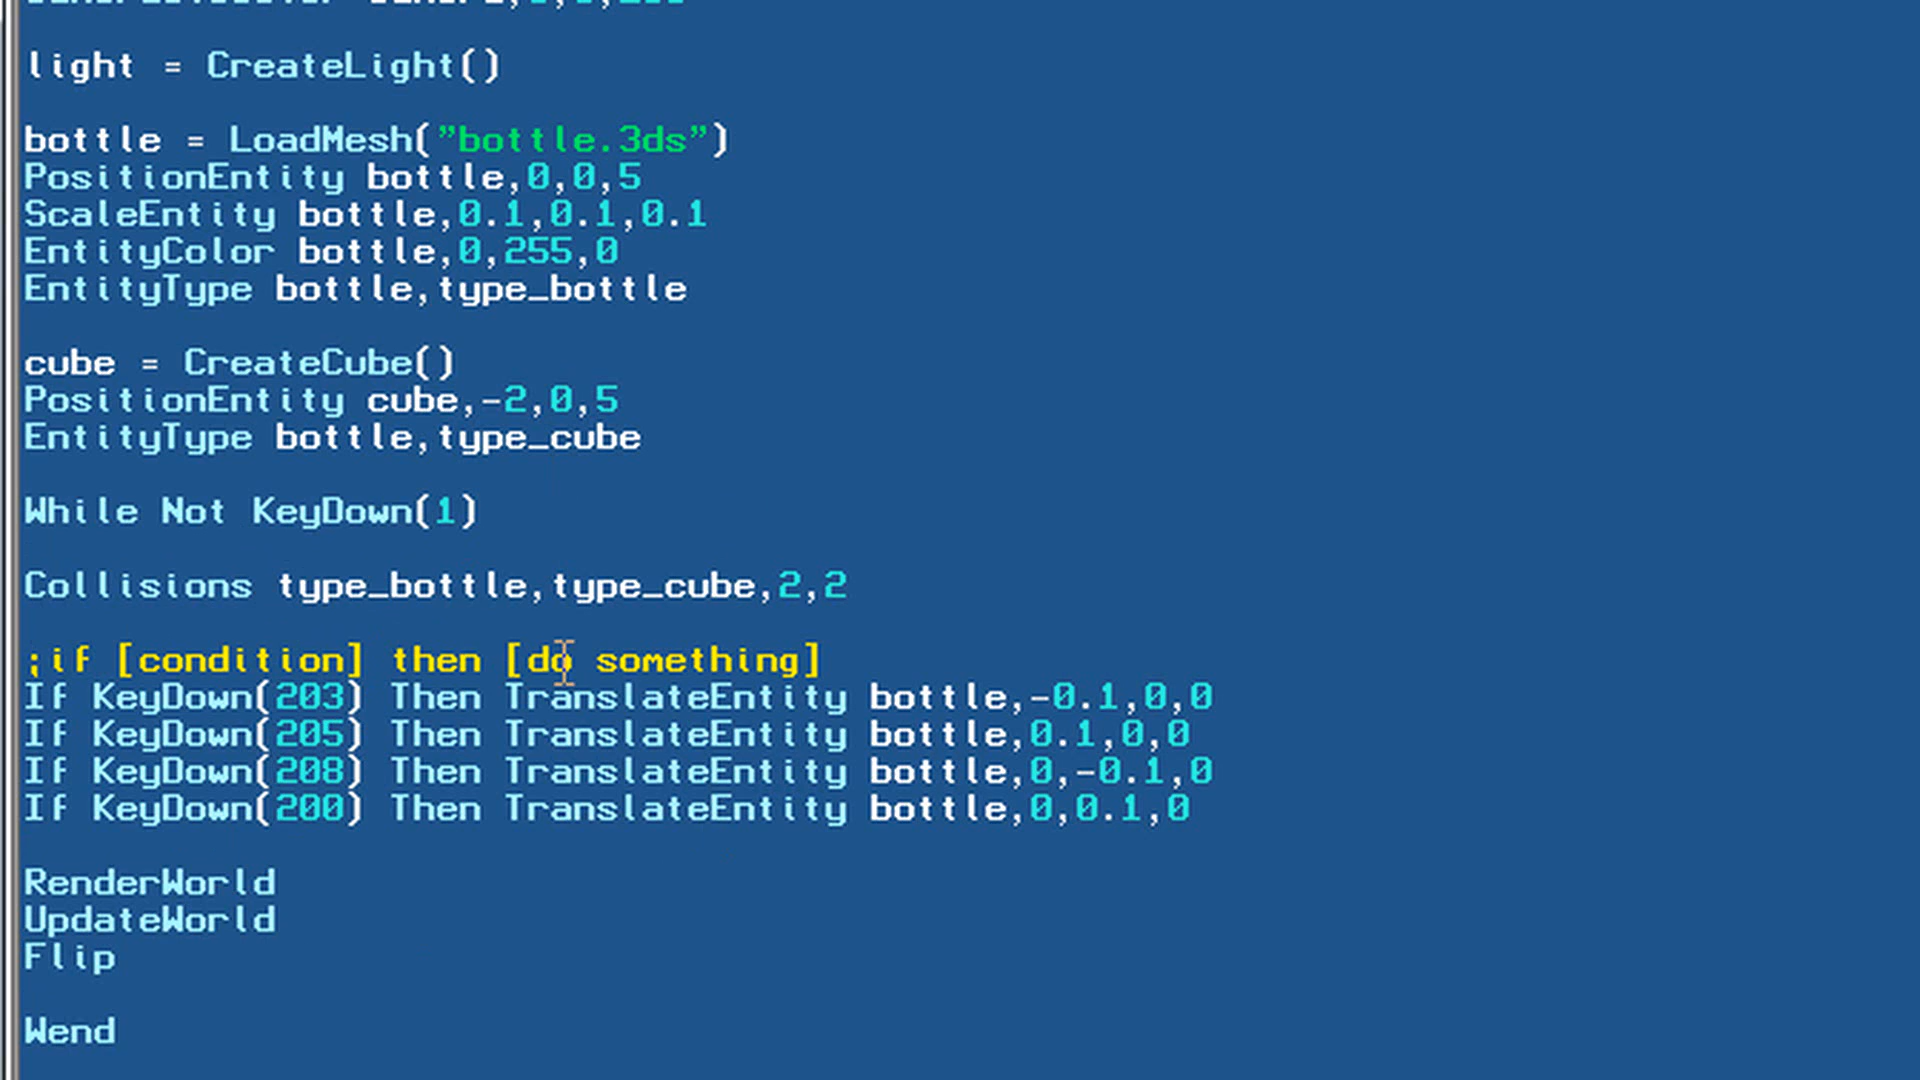 light = CreateLight()
bottle = LoadMesh("bottle.3ds")
PositionEntity bottle,0,0,5
ScaleEntity bottle,0.1,0.1,0.1
EntityColor bottle,0,255,0
EntityType bottle,type_bottle
cube = CreateCube()
PositionEntity cube,-2,0,5
EntityType bottle,type_cube
While Not KeyDown(1)
Collisions type_bottle,type_cube,2,2
;if [condition] then [do something]
If KeyDown(203) Then TranslateEntity bottle,-0.1,0,0
If KeyDown(205) Then TranslateEntity bottle,0.1,0,0
If KeyDown(208) Then TranslateEntity bottle,0,-0.1,0
If KeyDown(200) Then TranslateEntity bottle,0,0.1,0
RenderWorld
UpdateWorld
Flip
Wend